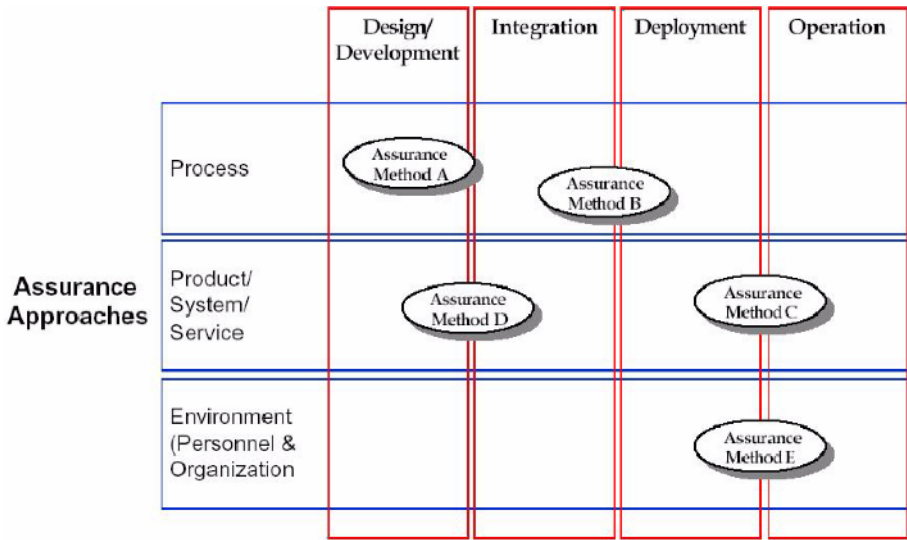 Design/
Development
Integration
Deployment
Operation
Process
Assurance
Method A
Assurance
Method B
Assurance
Approaches
Product/
System/
Service
Assurance
Method D
Assurance
Method C
Environment
(Personnel &
Organization
Assurance
Method E